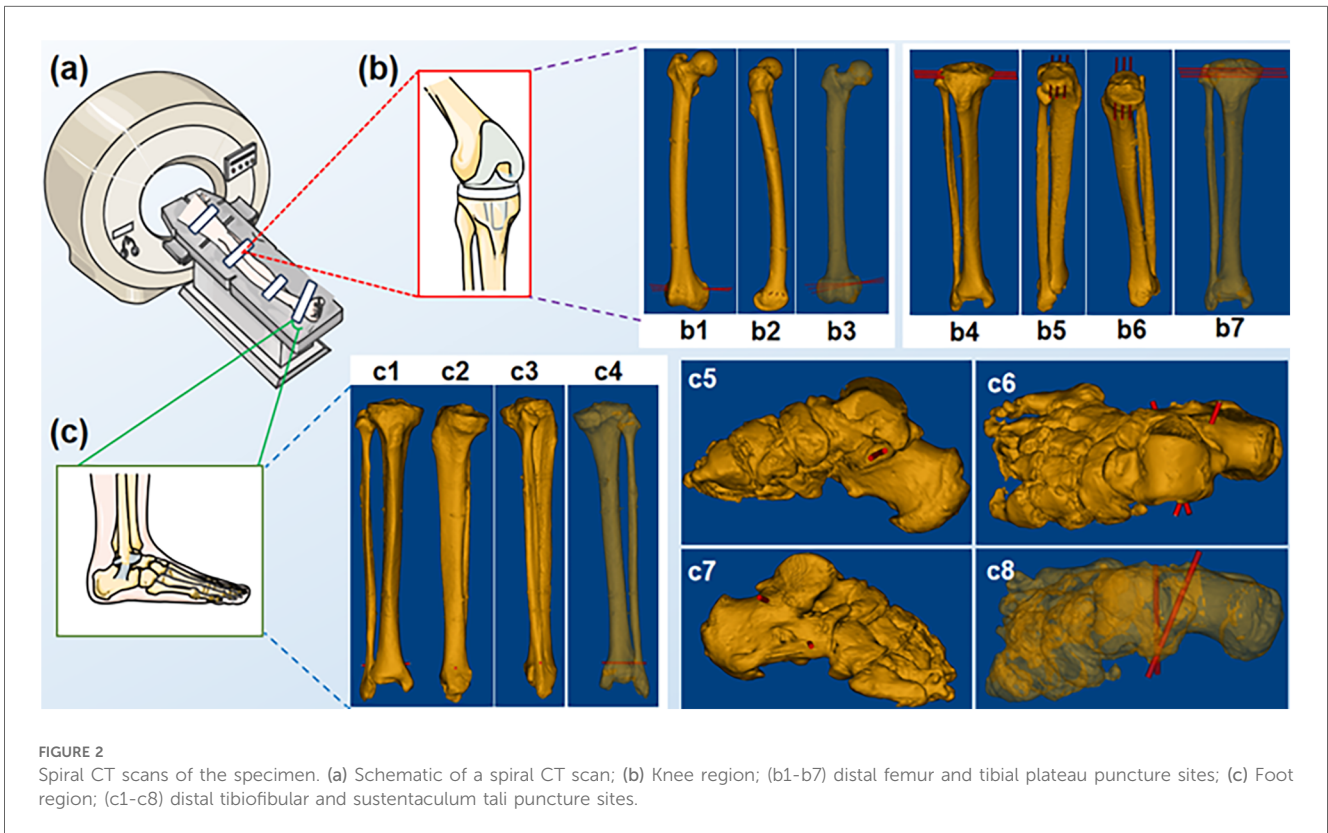 (a)
(b)
b1 b2 b3
b4 b5 b6 b7
c1 c2 c3 c4
(c)
c5
c6
c7
c8
FIGURE 2
Spiral CT scans of the specimen. (a) Schematic of a spiral CT scan; (b) Knee region; (b1-b7) distal femur and tibial plateau puncture sites; (c) Foot
region; (c1-c8) distal tibiofibular and sustentaculum tali puncture sites.